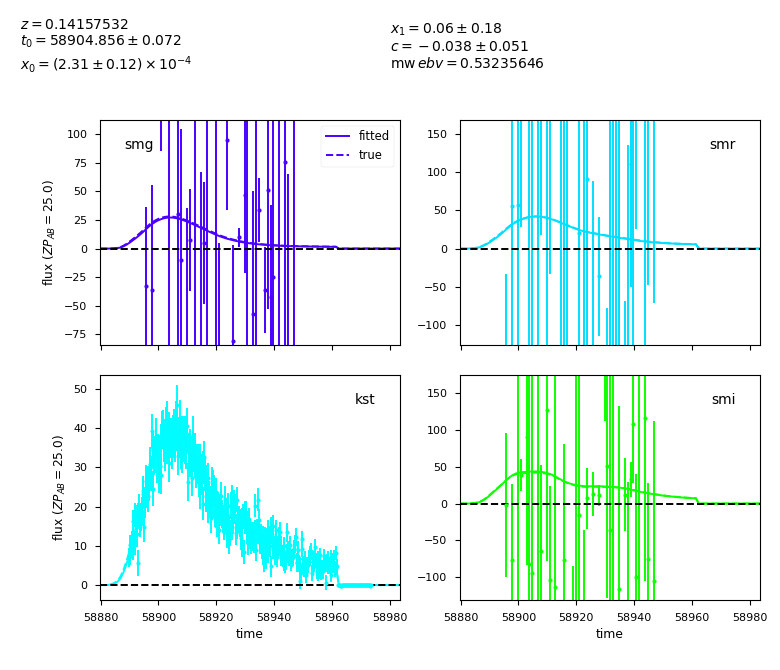 z = 0.14157532
t₀ = 58904.856 ± 0.072
x₀ = (2.31 ± 0.12) × 10⁻⁴
x₁ = 0.06 ± 0.18
c = −0.038 ± 0.051
mw ebv = 0.53235646
smg
fitted
true
100
75
50
25
0
−25
−50
−75
flux (ZP_AB = 25.0)
smr
150
100
50
0
−50
−100
kst
50
40
30
20
10
0
flux (ZP_AB = 25.0)
58880 58900 58920 58940 58960 58980
time
smi
150
100
50
0
−50
−100
58880 58900 58920 58940 58960 58980
time